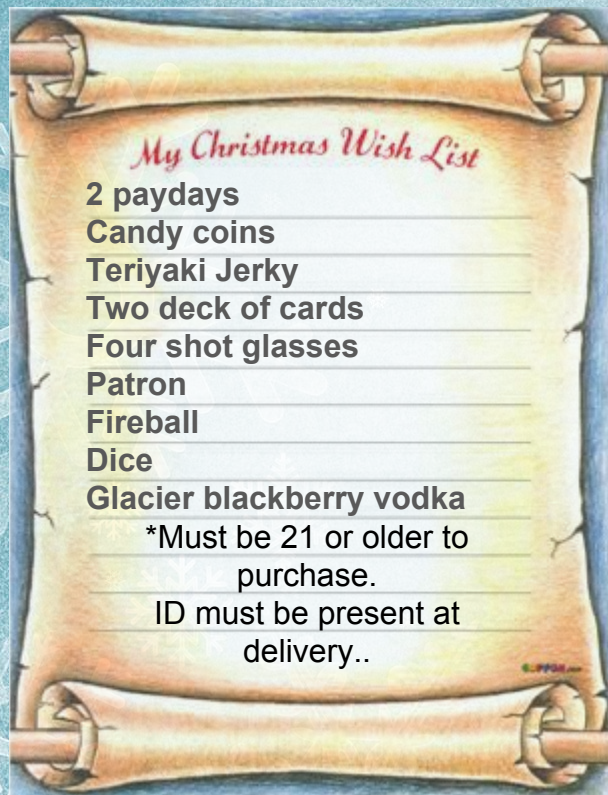 My Christmas Wish List
2 paydays
Candy coins
Teriyaki Jerky
Two deck of cards
Four shot glasses
Patron
Fireball
Dice
Glacier blackberry vodka
*Must be 21 or older to
purchase.
ID must be present at
delivery..